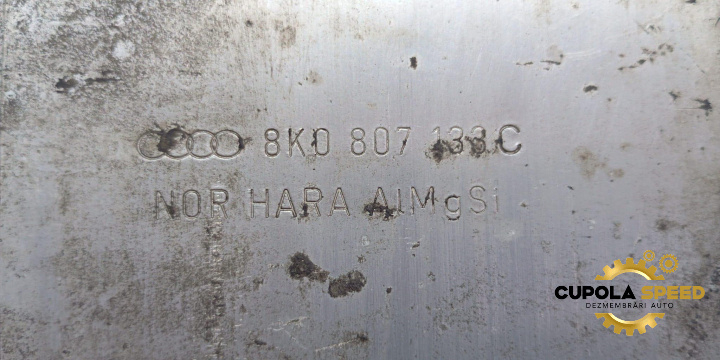 8K0 807 133 C
NOR HARA AlMgSi
CUPOLA SPEED
DEZMEMBRĂRI AUTO